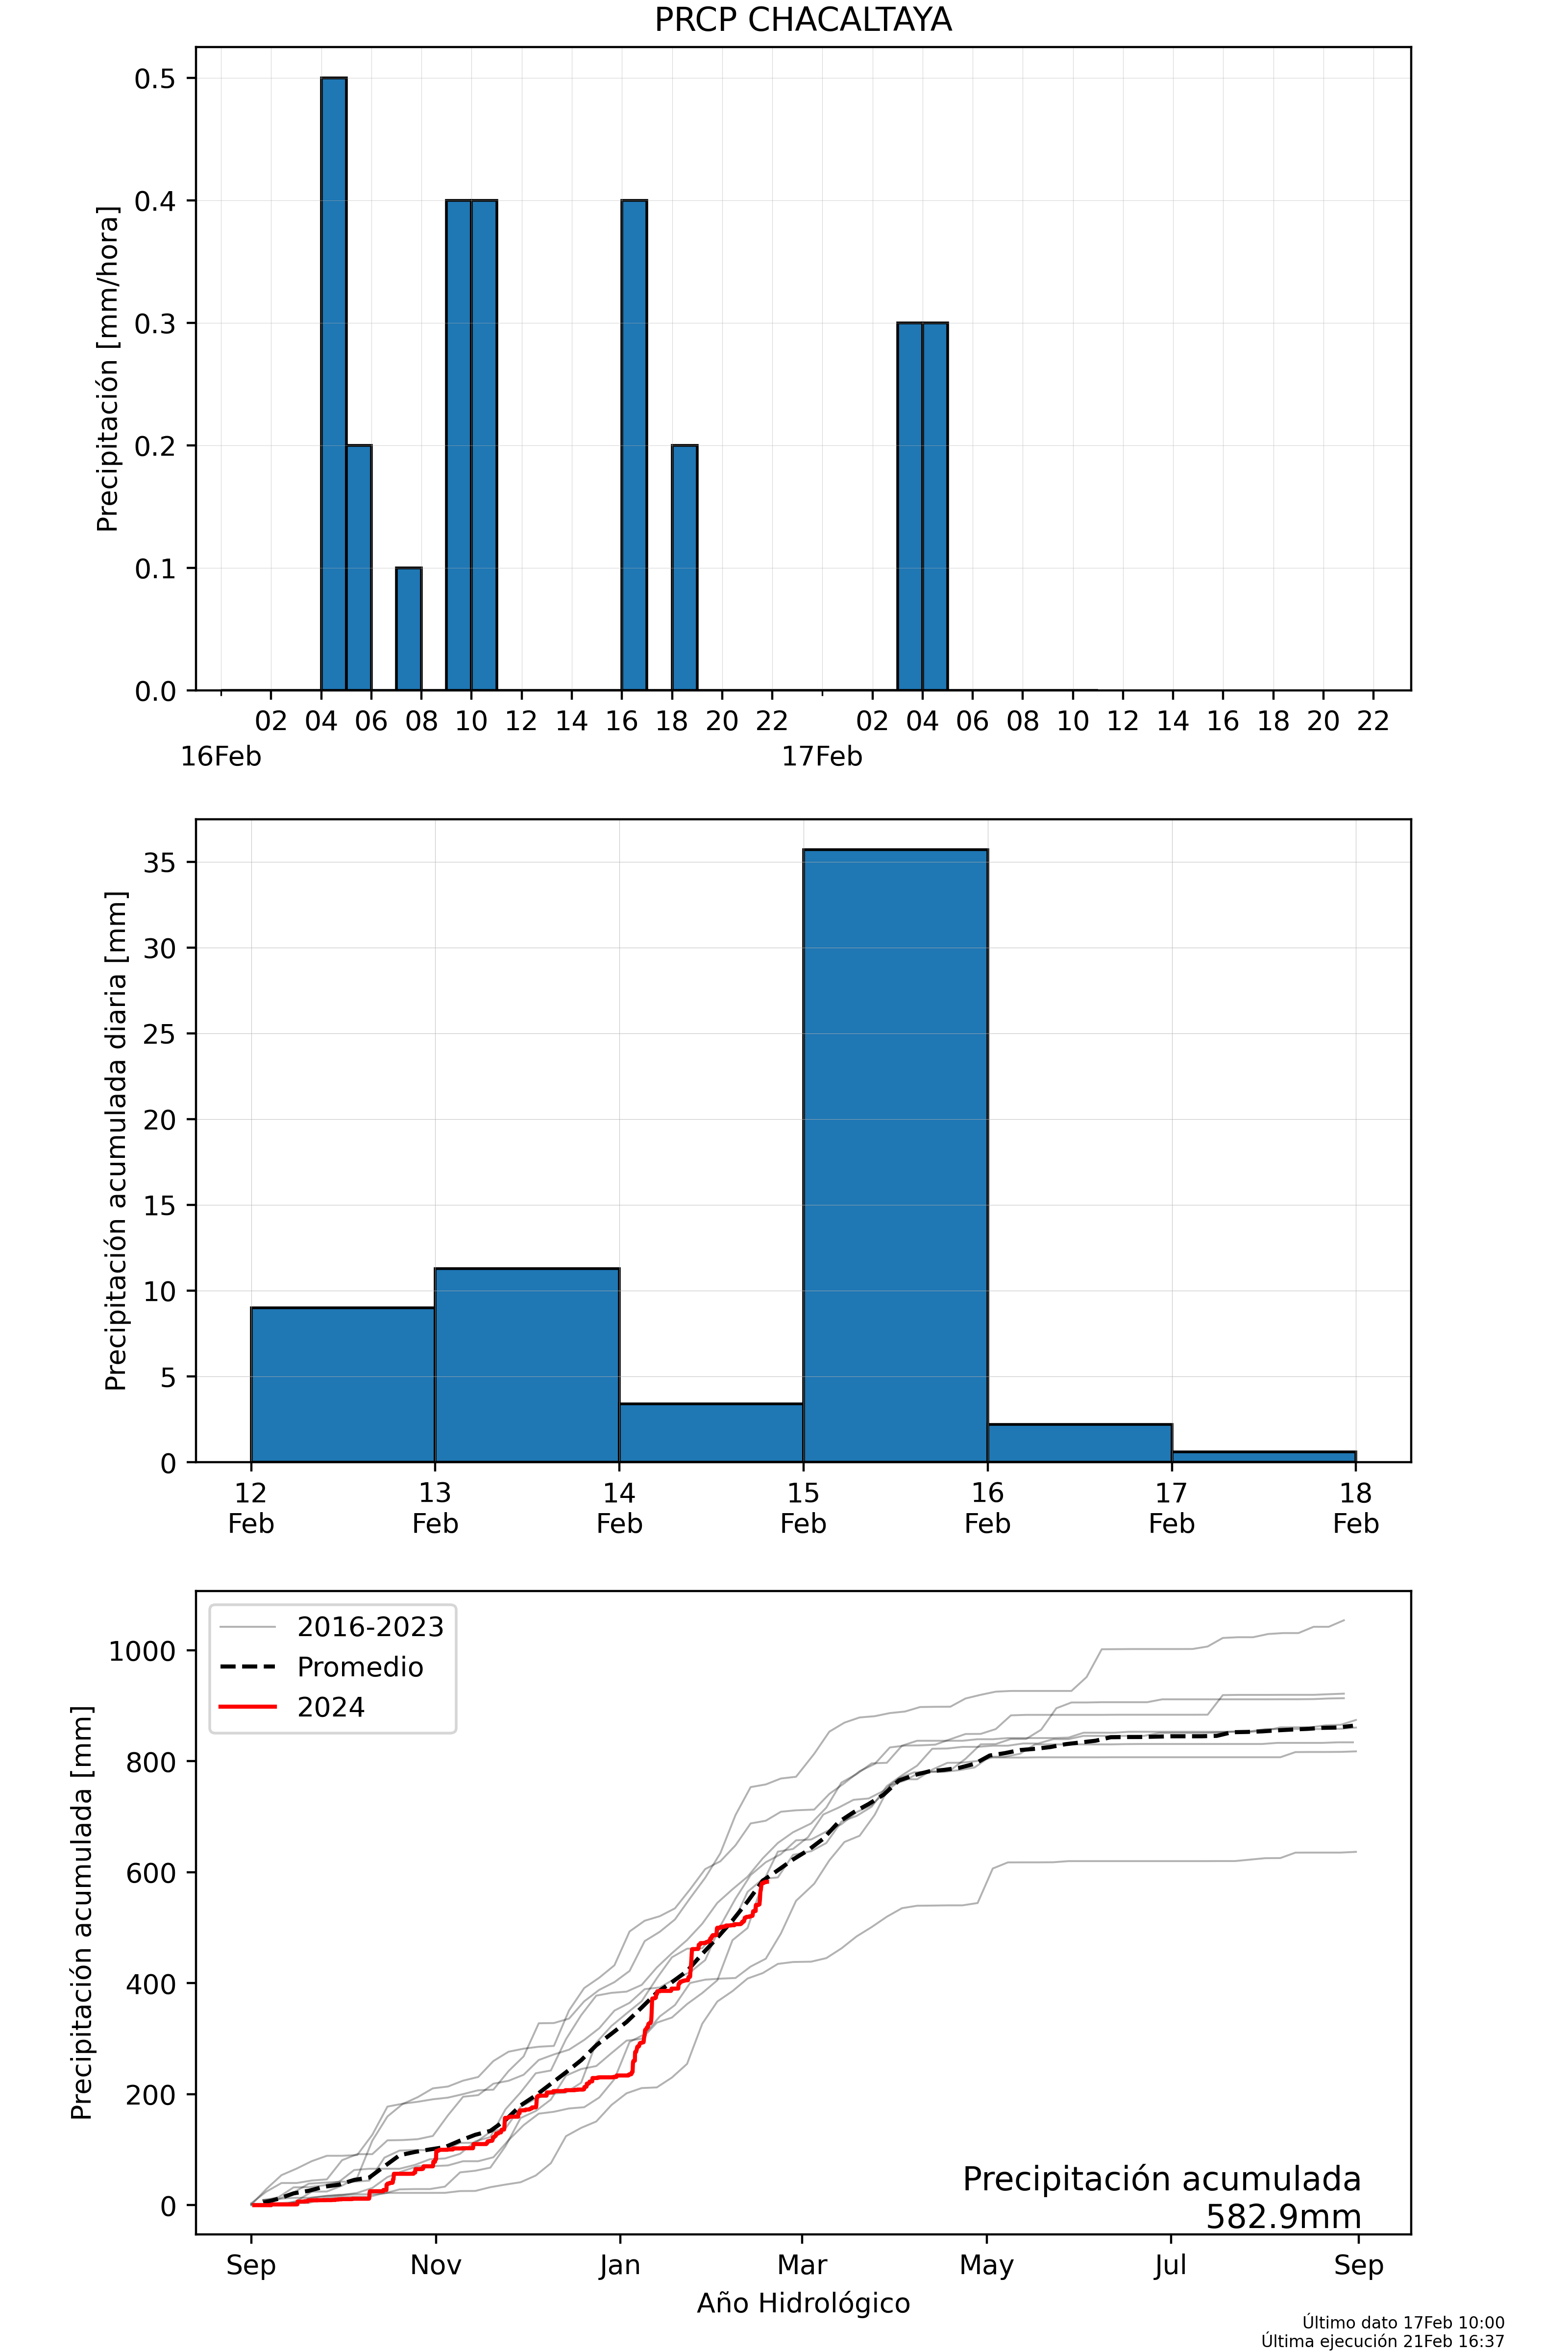 PRCP CHACALTAYA
Precipitación [mm/hora]
0.5
0.4
0.3
0.2
0.1
0.0
02 04 06 08 10 12 14 16 18 20 22 02 04 06 08 10 12 14 16 18 20 22
16Feb 17Feb
Precipitación acumulada diaria [mm]
35
30
25
20
15
10
5
0
12 13 14 15 16 17 18
Feb Feb Feb Feb Feb Feb Feb
Precipitación acumulada [mm]
1000
800
600
400
200
0
2016-2023
Promedio
2024
Precipitación acumulada
582.9mm
Sep Nov Jan Mar May Jul Sep
Año Hidrológico
Último dato 17Feb 10:00
Última ejecución 21Feb 16:37